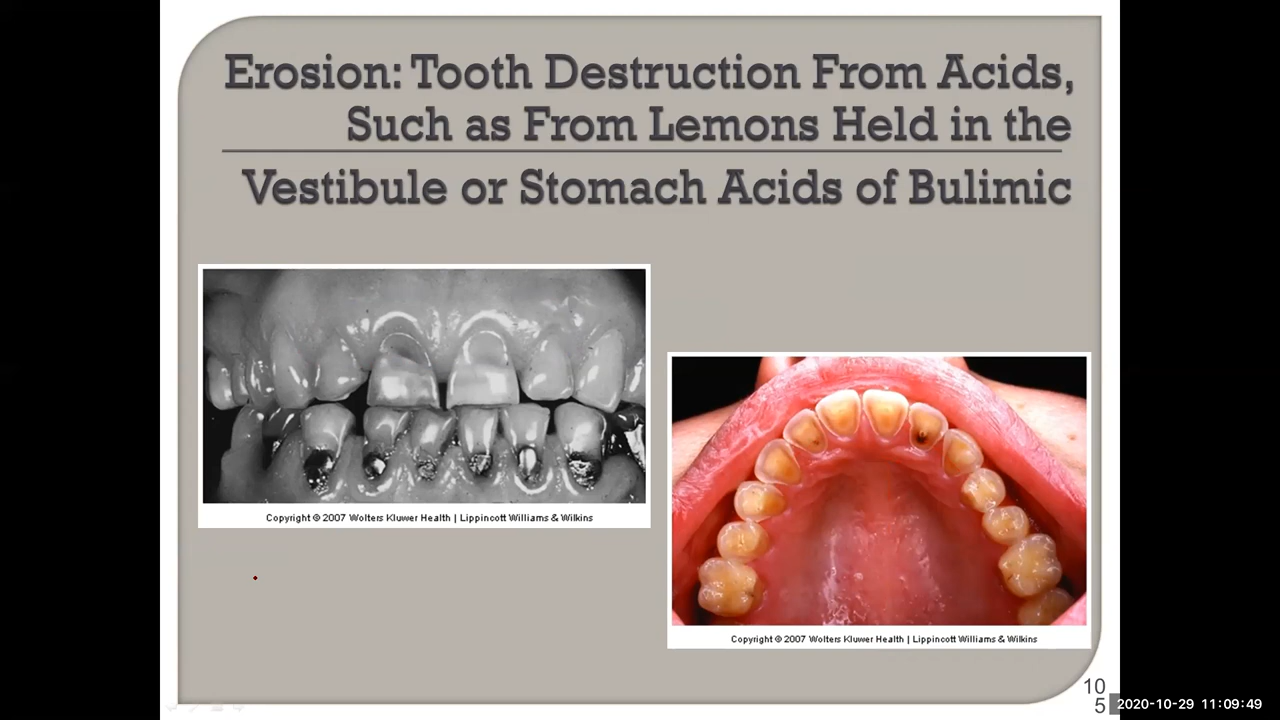 Erosion: Tooth Destruction From Acids,
Such as From Lemons Held in the
Vestibule or Stomach Acids of Bulimic
Copyright © 2007 Wolters Kluwer Health | Lippincott Williams & Wilkins
Copyright © 2007 Wolters Kluwer Health | Lippincott Williams & Wilkins
10
5
2020-10-29 11:09:49